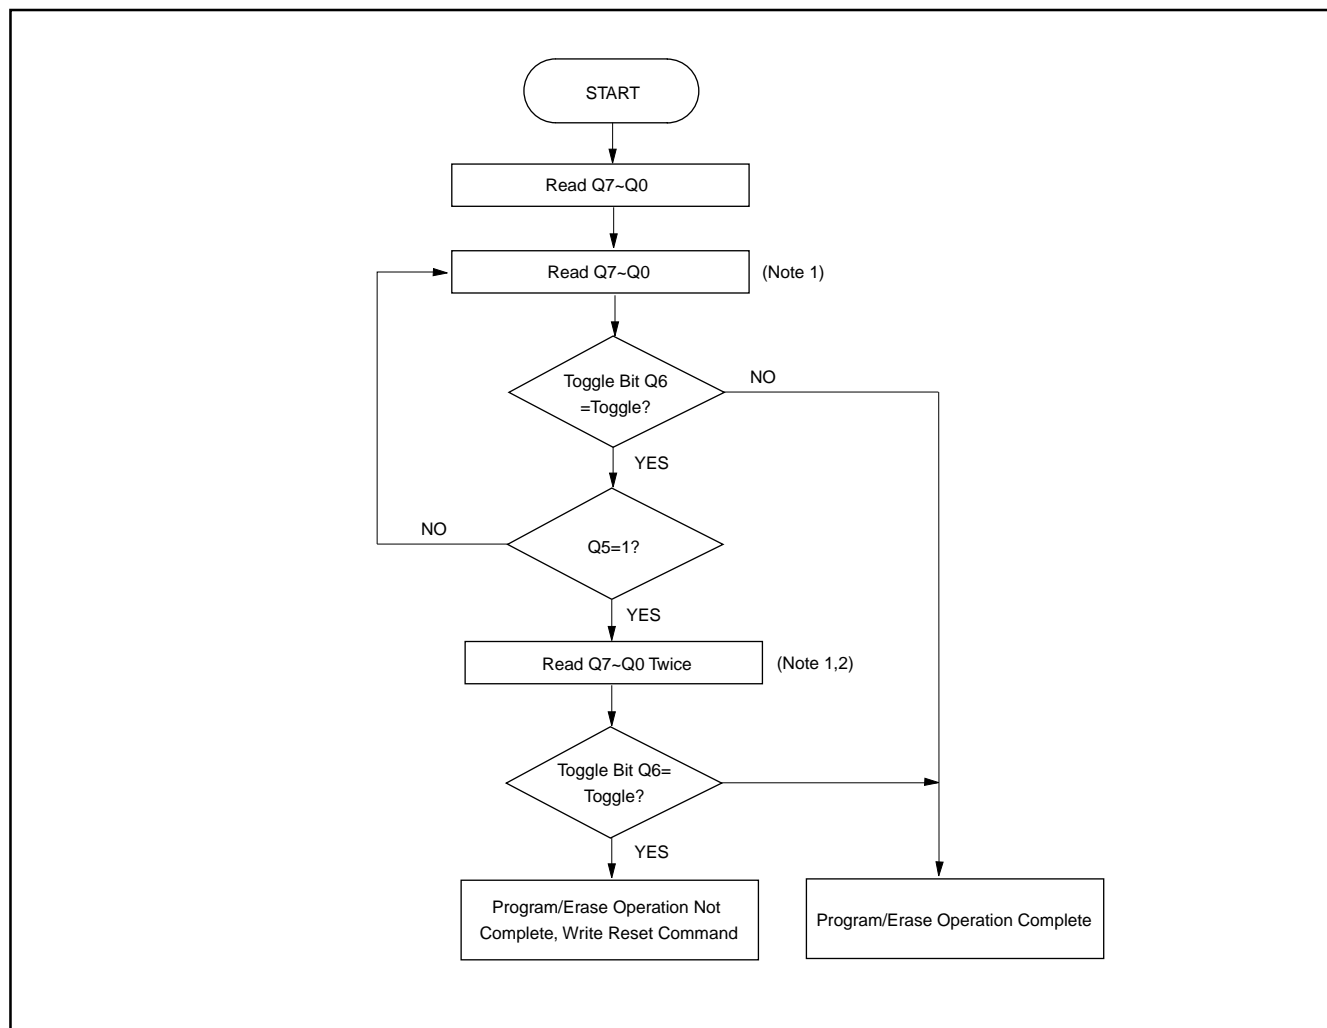 START
Read Q7~Q0
Read Q7~Q0
(Note 1)
Toggle Bit Q6
=Toggle?
NO
YES
NO
Q5=1?
YES
Read Q7~Q0 Twice
(Note 1,2)
Toggle Bit Q6=
Toggle?
YES
Program/Erase Operation Not
Complete, Write Reset Command
Program/Erase Operation Complete